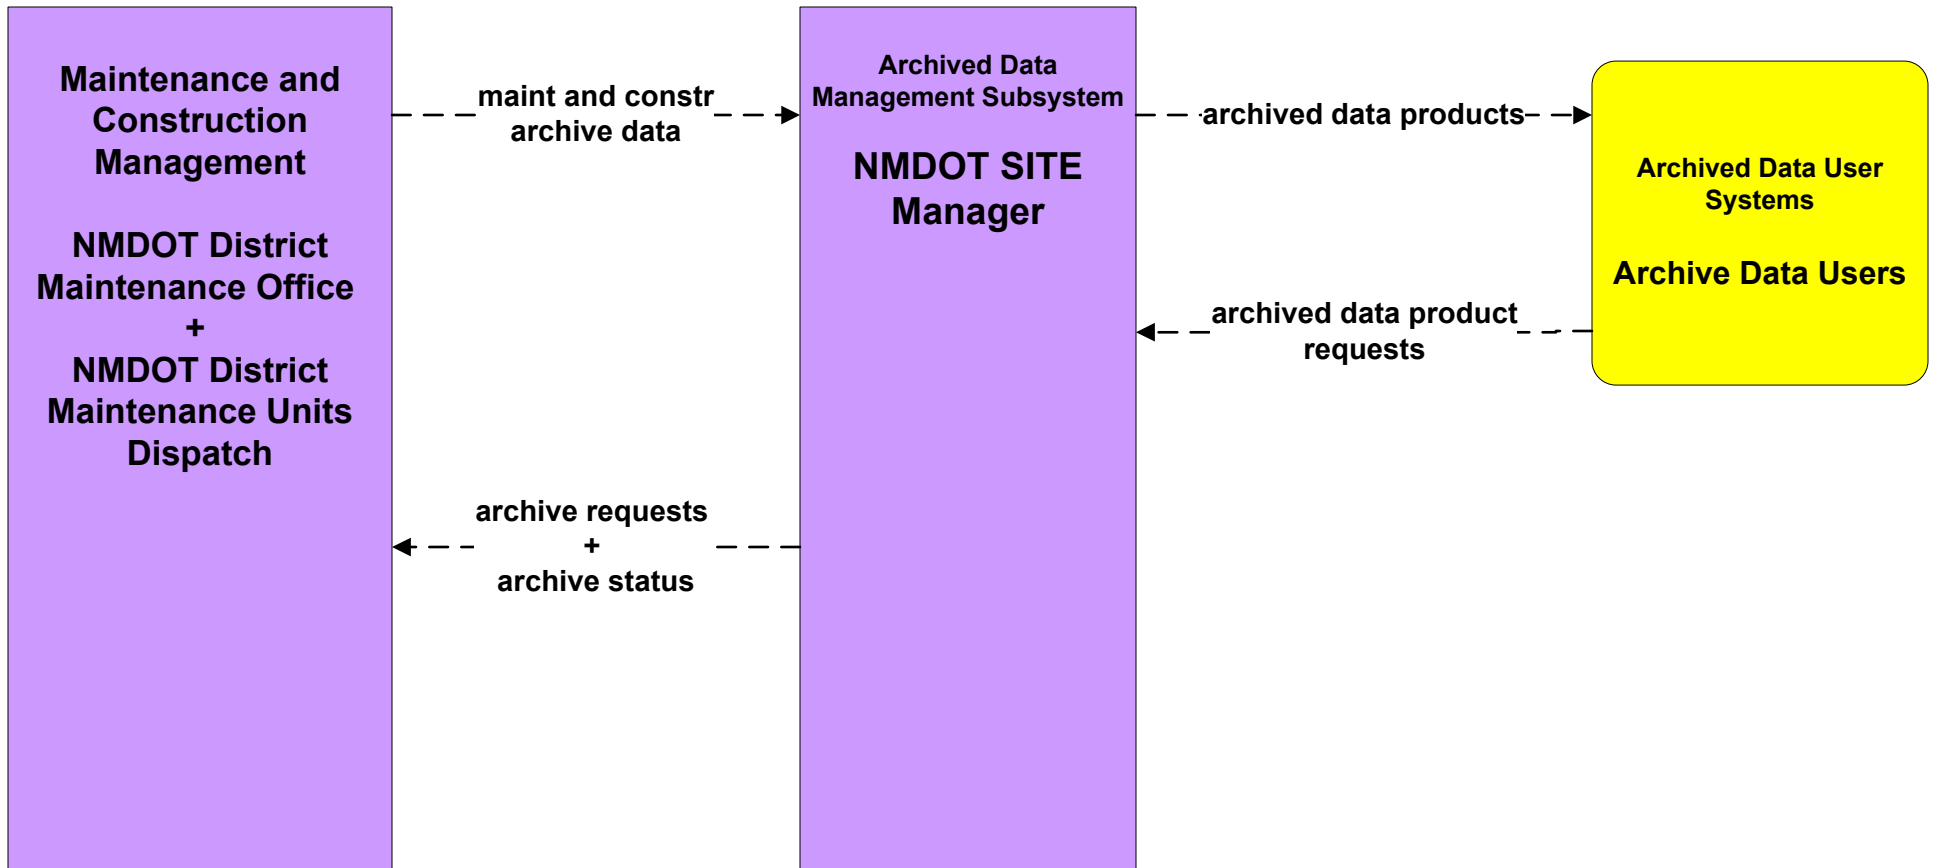 Maintenance and
Construction
Management
NMDOT District
Maintenance Office
+
NMDOT District
Maintenance Units
Dispatch
maint and constr
archive data
archive requests
+
archive status
Archived Data
Management Subsystem
NMDOT SITE
Manager
archived data products
archived data product
requests
Archived Data User
Systems
Archive Data Users